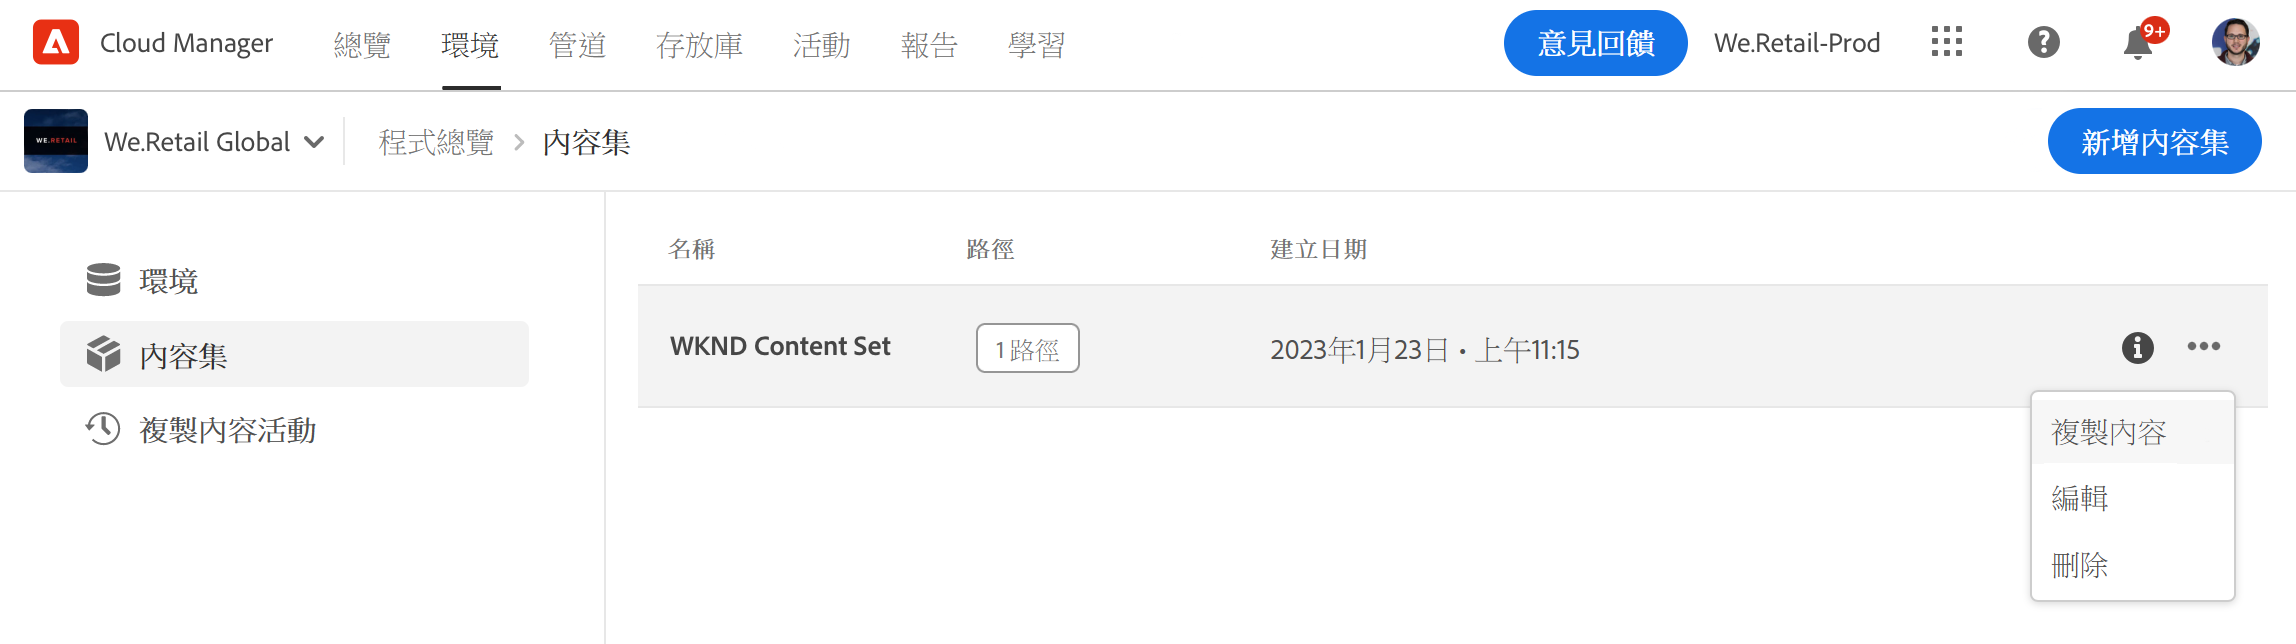 Cloud Manager 總覽 環境 管道 存放庫 活動 報告 學習 意見回饋 We.Retail-Prod 9+
WE.RETAIL We.Retail Global 程式總覽 > 內容集 新增內容集
環境
內容集
複製內容活動
名稱 路徑 建立日期
WKND Content Set 1 路徑 2023年1月23日 • 上午11:15
複製內容
編輯
刪除